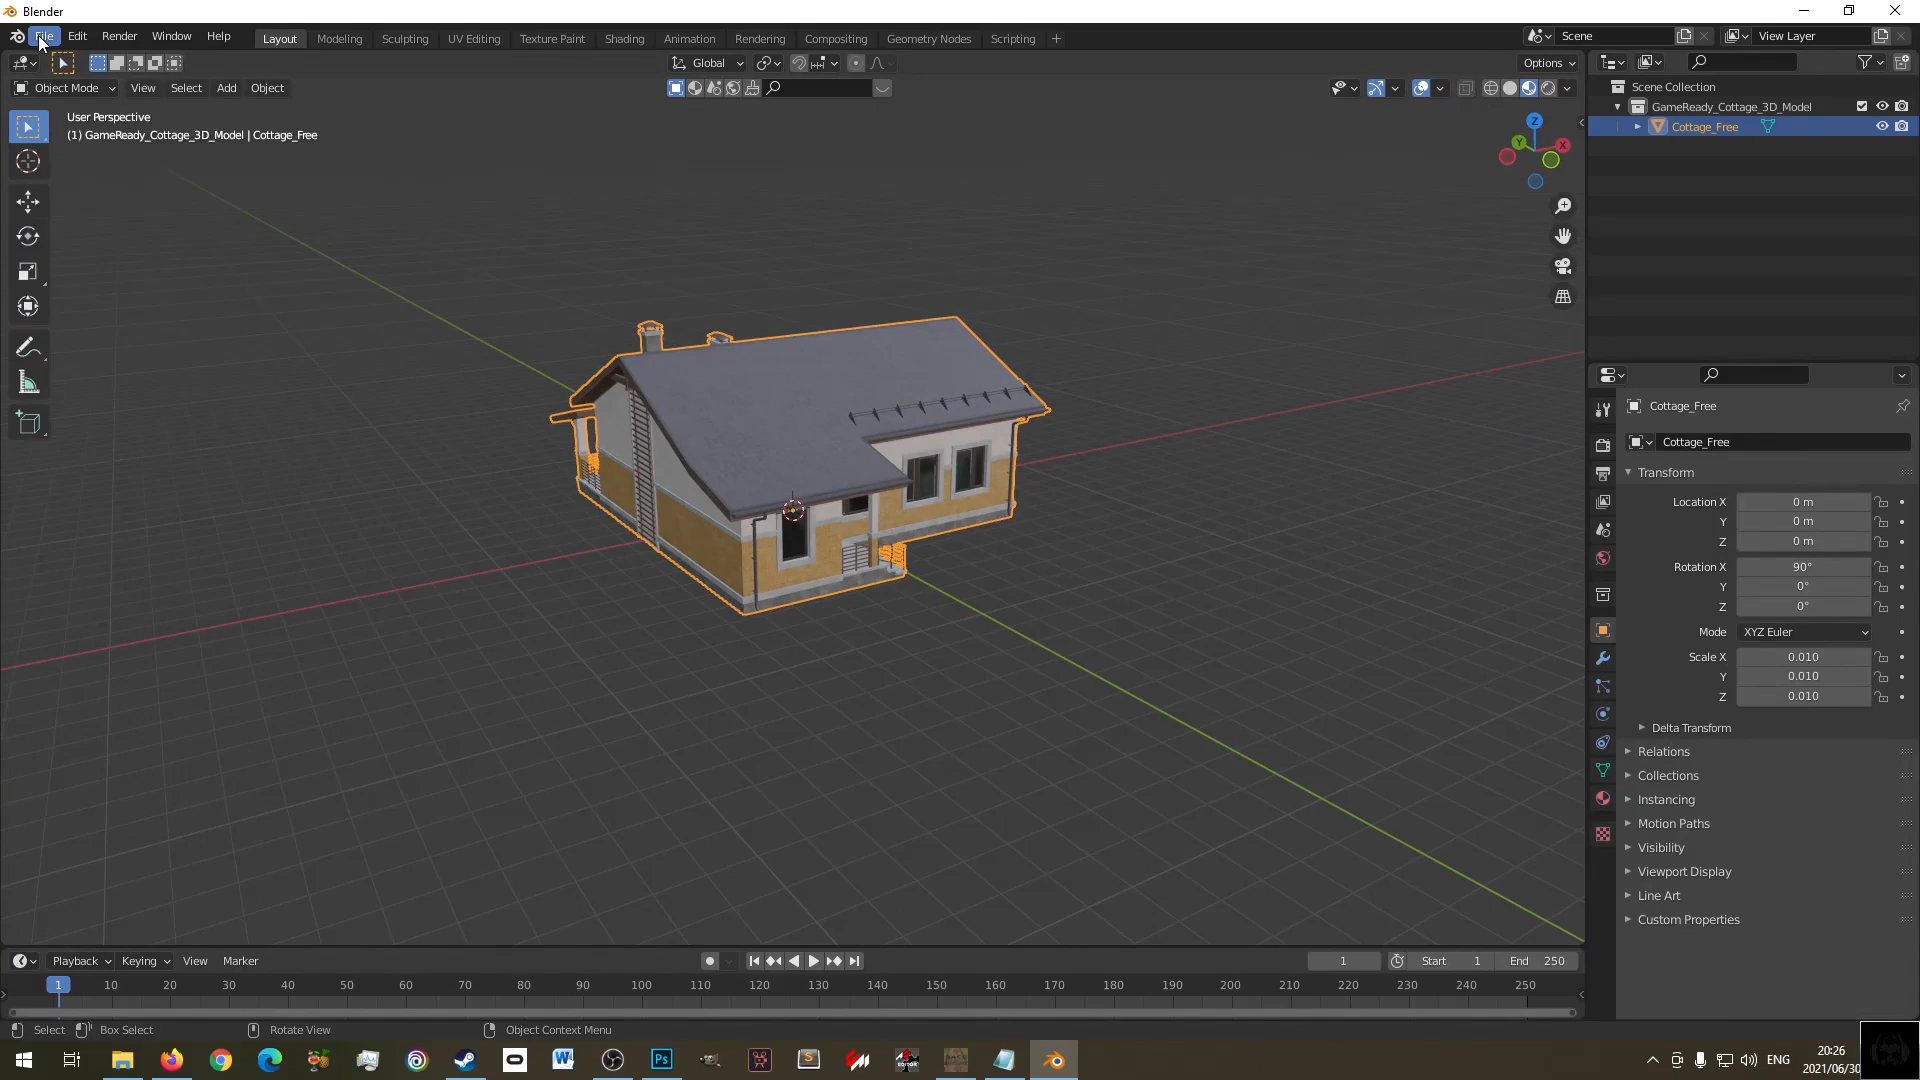 Blender
File Edit Render Window Help Layout Modeling Sculpting UV Editing Texture Paint Shading Animation Rendering Compositing Geometry Nodes Scripting + Scene View Layer
Global Options
Object Mode View Select Add Object
User Perspective
(1) GameReady_Cottage_3D_Model | Cottage_Free
Z
Y X
Scene Collection
GameReady_Cottage_3D_Model
Cottage_Free
Cottage_Free
Cottage_Free
Transform
Location X 0 m
Y 0 m
Z 0 m
Rotation X 90°
Y 0°
Z 0°
Mode XYZ Euler
Scale X 0.010
Y 0.010
Z 0.010
Delta Transform
Relations
Collections
Instancing
Motion Paths
Visibility
Viewport Display
Line Art
Custom Properties
Playback Keying View Marker 1 Start 1 End 250
1 10 20 30 40 50 60 70 80 90 100 110 120 130 140 150 160 170 180 190 200 210 220 230 240 250
Select Box Select Rotate View Object Context Menu
ENG 20:26
2021/06/30